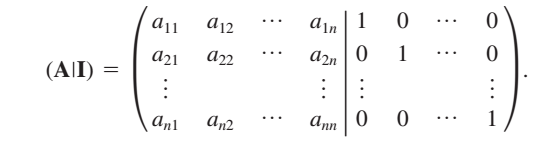 a₁₁ a₁₂ ⋯ a₁ₙ | 1 0 ⋯ 0
(A|I) = a₂₁ a₂₂ ⋯ a₂ₙ | 0 1 ⋯ 0
⋮ ⋮ | ⋮ ⋮
aₙ₁ aₙ₂ ⋯ aₙₙ | 0 0 ⋯ 1 .